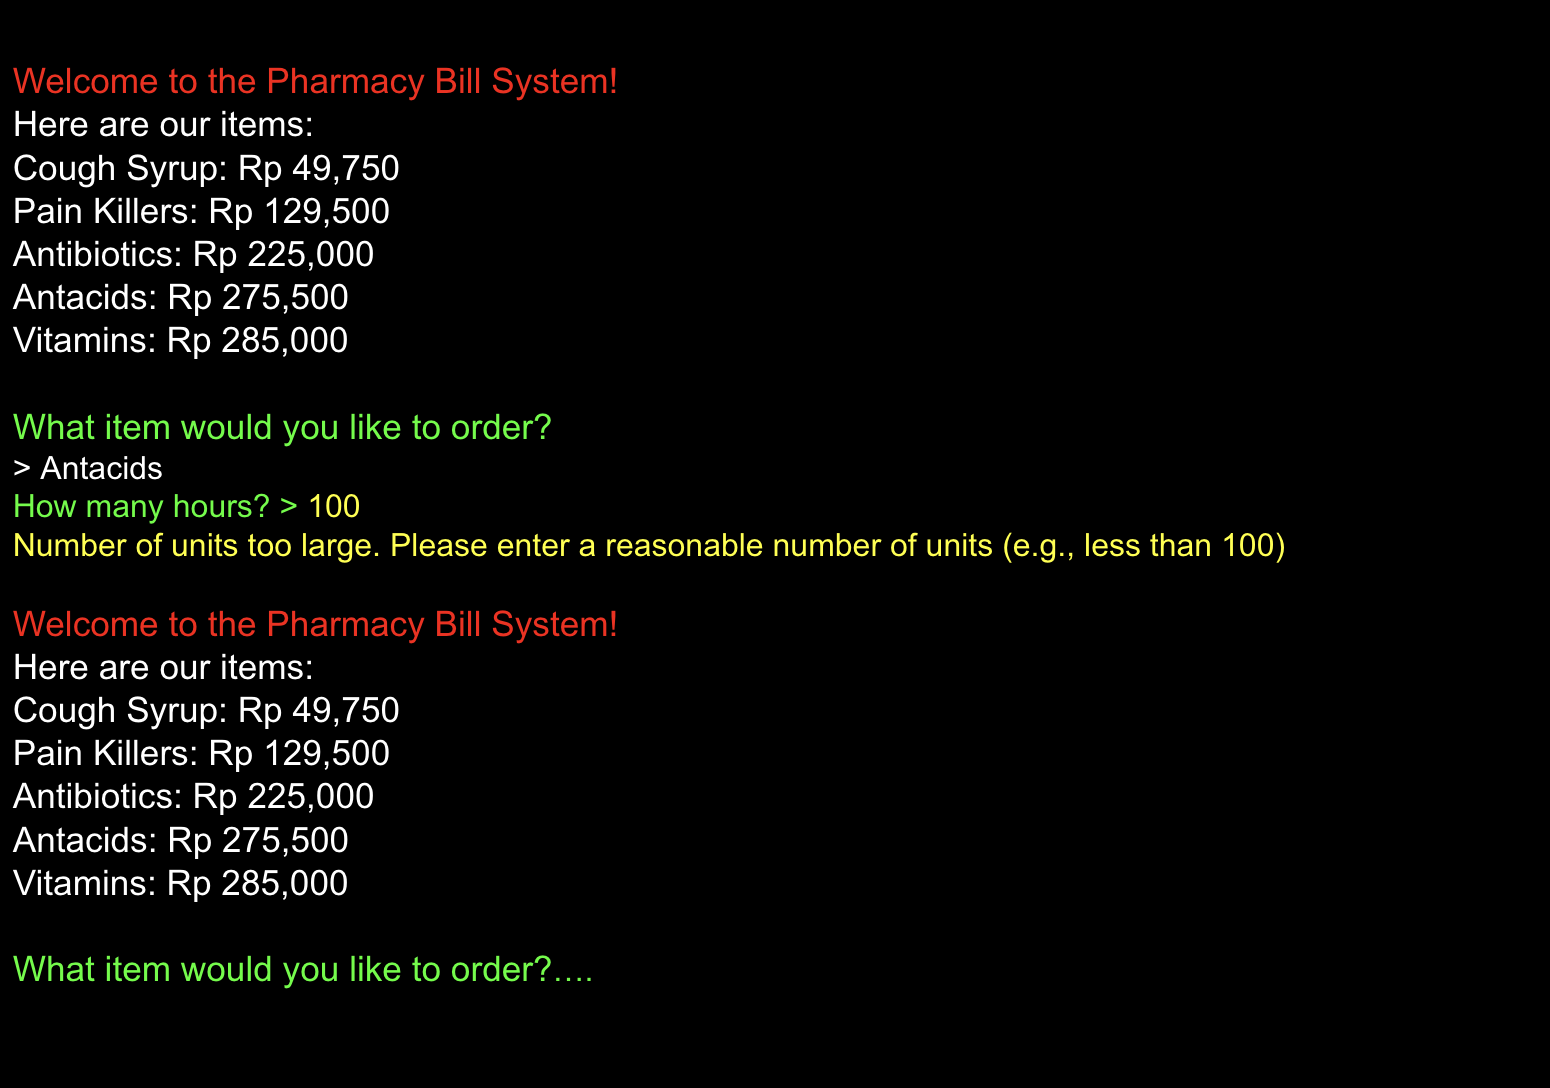 Welcome to the Pharmacy Bill System!
Here are our items:
Cough Syrup: Rp 49,750
Pain Killers: Rp 129,500
Antibiotics: Rp 225,000
Antacids: Rp 275,500
Vitamins: Rp 285,000
What item would you like to order?
> Antacids
How many hours? > 100
Number of units too large. Please enter a reasonable number of units (e.g., less than 100)
Welcome to the Pharmacy Bill System!
Here are our items:
Cough Syrup: Rp 49,750
Pain Killers: Rp 129,500
Antibiotics: Rp 225,000
Antacids: Rp 275,500
Vitamins: Rp 285,000
What item would you like to order?....